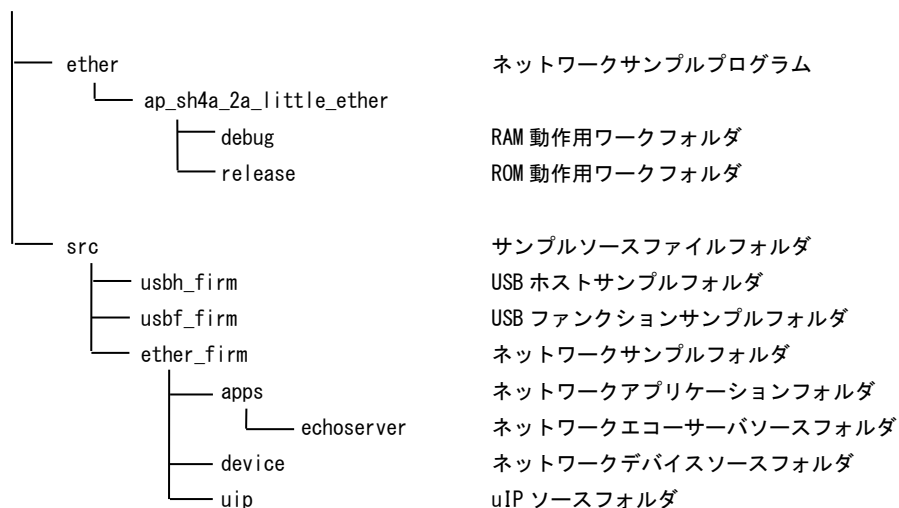 ether ネットワークサンプルプログラム
ap_sh4a_2a_little_ether
debug RAM 動作用ワークフォルダ
release ROM 動作用ワークフォルダ
src サンプルソースファイルフォルダ
usbh_firm USB ホストサンプルフォルダ
usbf_firm USB ファンクションサンプルフォルダ
ether_firm ネットワークサンプルフォルダ
apps ネットワークアプリケーションフォルダ
echoserver ネットワークエコーサーバソースフォルダ
device ネットワークデバイスソースフォルダ
uip uIP ソースフォルダ